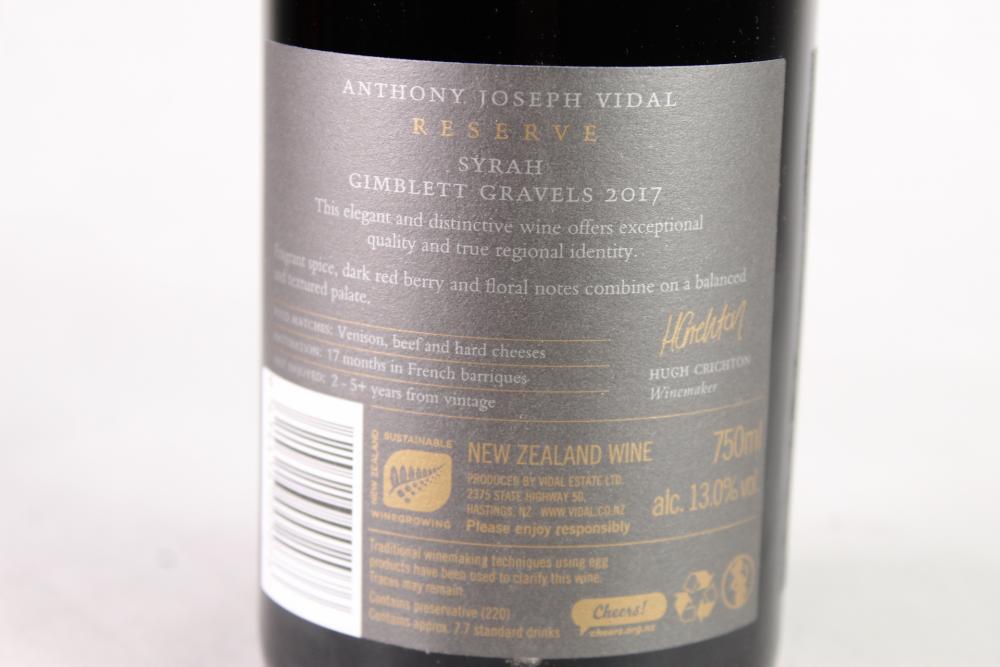 ANTHONY JOSEPH VIDAL
RESERVE
SYRAH
GIMBLETT GRAVELS 2017
This elegant and distinctive wine offers exceptional
quality and true regional identity.
spice, dark red berry and floral notes combine on a balanced
textured palate.
MATCHES: Venison, beef and hard cheeses
17 months in French barriques
2 - 5+ years from vintage
HCrichton
HUGH CRICHTON
Winemaker
SUSTAINABLE
NEW ZEALAND
WINEGROWING
NEW ZEALAND WINE
PRODUCED BY VIDAL ESTATE LTD.
2375 STATE HIGHWAY 50,
HASTINGS, NZ WWW.VIDAL.CO.NZ
Please enjoy responsibly
750ml
alc. 13.0% vol.
Traditional winemaking techniques using egg
products have been used to clarify this wine.
Traces may remain.
Contains preservative (220)
Contains approx. 7.7 standard drinks
Cheers!
cheers.org.nz